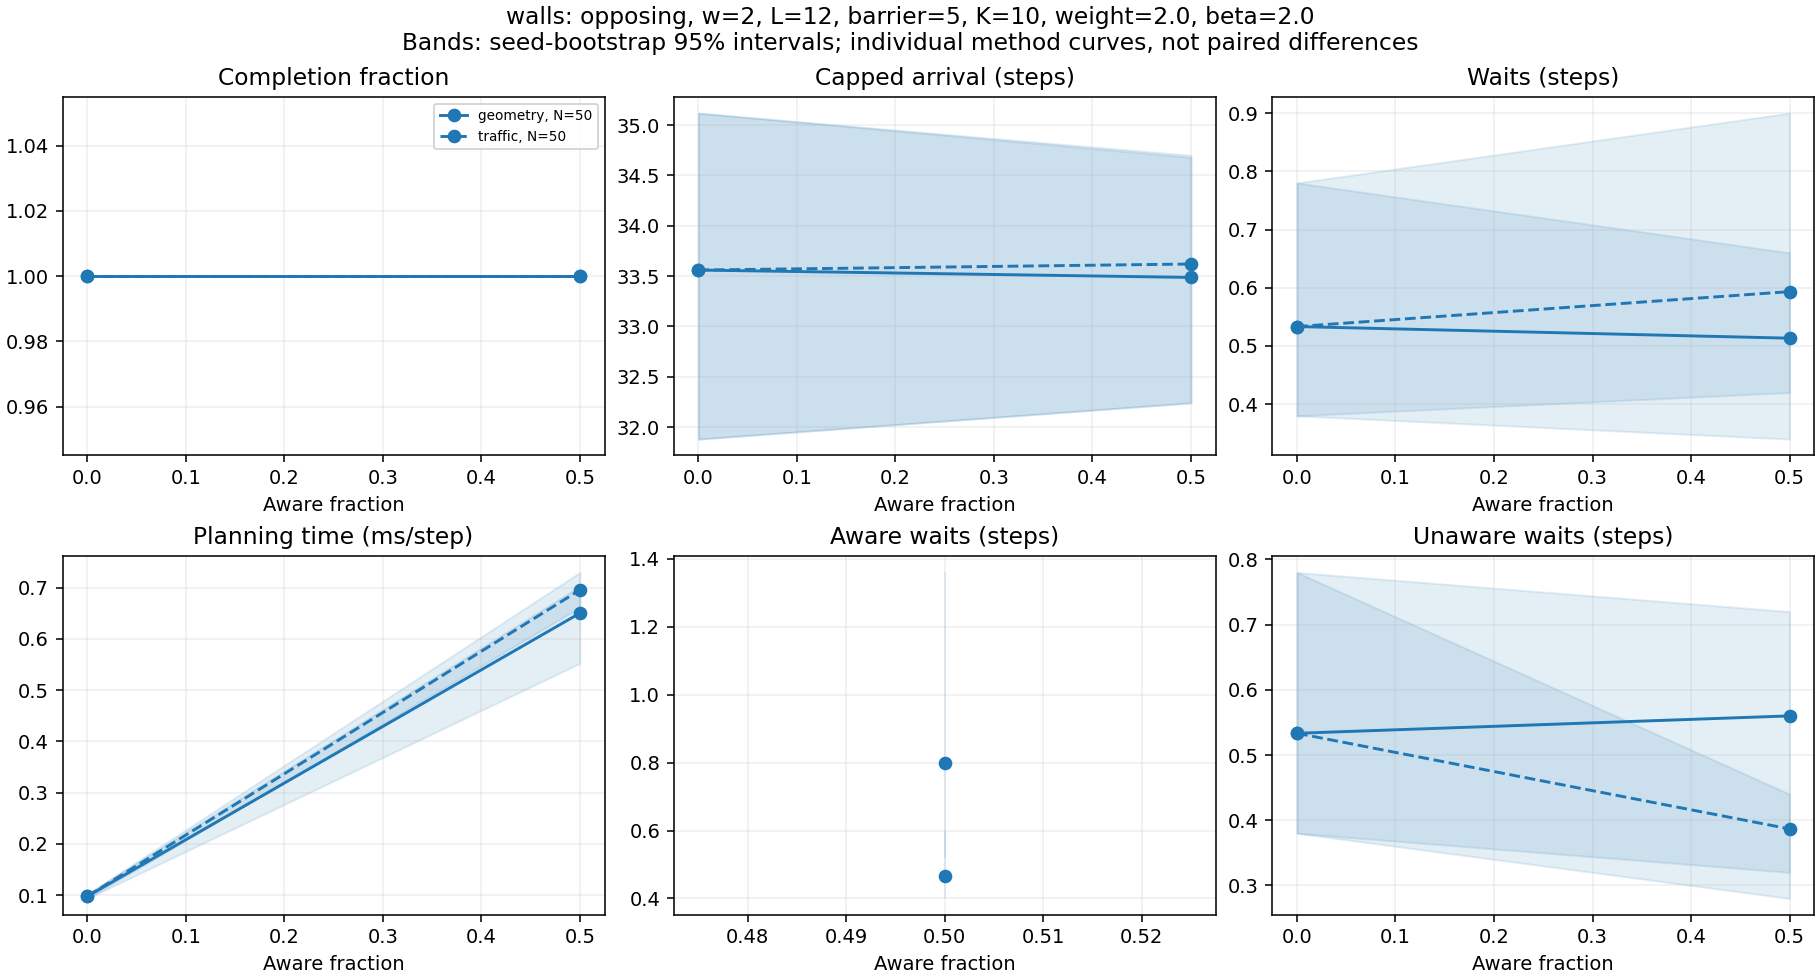 walls: opposing, w=2, L=12, barrier=5, K=10, weight=2.0, beta=2.0
Bands: seed-bootstrap 95% intervals; individual method curves, not paired differences
Completion fraction
geometry, N=50
traffic, N=50
1.04
1.02
1.00
0.98
0.96
0.0 0.1 0.2 0.3 0.4 0.5
Aware fraction
Capped arrival (steps)
35.0
34.5
34.0
33.5
33.0
32.5
32.0
0.0 0.1 0.2 0.3 0.4 0.5
Aware fraction
Waits (steps)
0.9
0.8
0.7
0.6
0.5
0.4
0.0 0.1 0.2 0.3 0.4 0.5
Aware fraction
Planning time (ms/step)
0.7
0.6
0.5
0.4
0.3
0.2
0.1
0.0 0.1 0.2 0.3 0.4 0.5
Aware fraction
Aware waits (steps)
1.4
1.2
1.0
0.8
0.6
0.4
0.48 0.49 0.50 0.51 0.52
Aware fraction
Unaware waits (steps)
0.8
0.7
0.6
0.5
0.4
0.3
0.0 0.1 0.2 0.3 0.4 0.5
Aware fraction